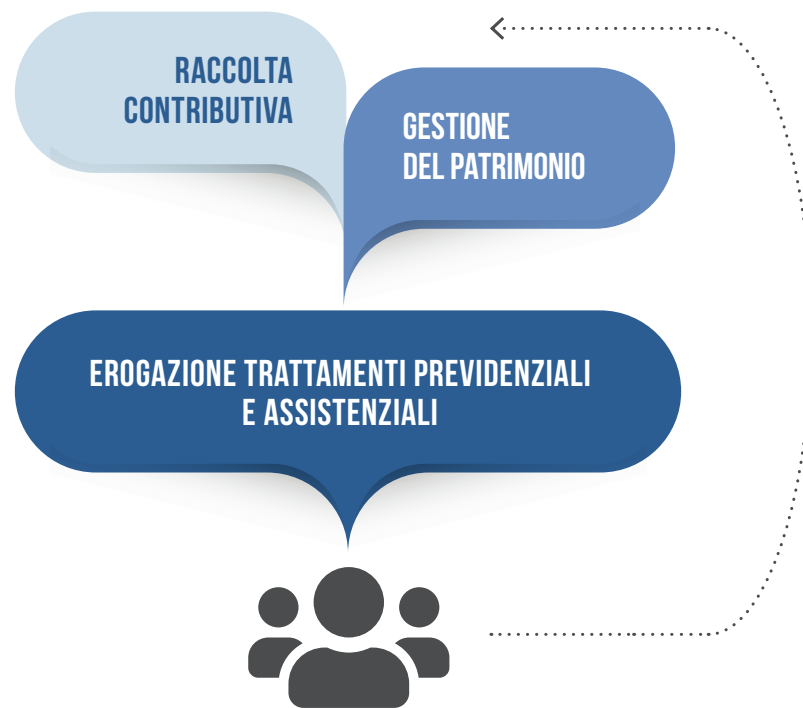 RACCOLTA
CONTRIBUTIVA
GESTIONE
DEL PATRIMONIO
EROGAZIONE TRATTAMENTI PREVIDENZIALI
E ASSISTENZIALI